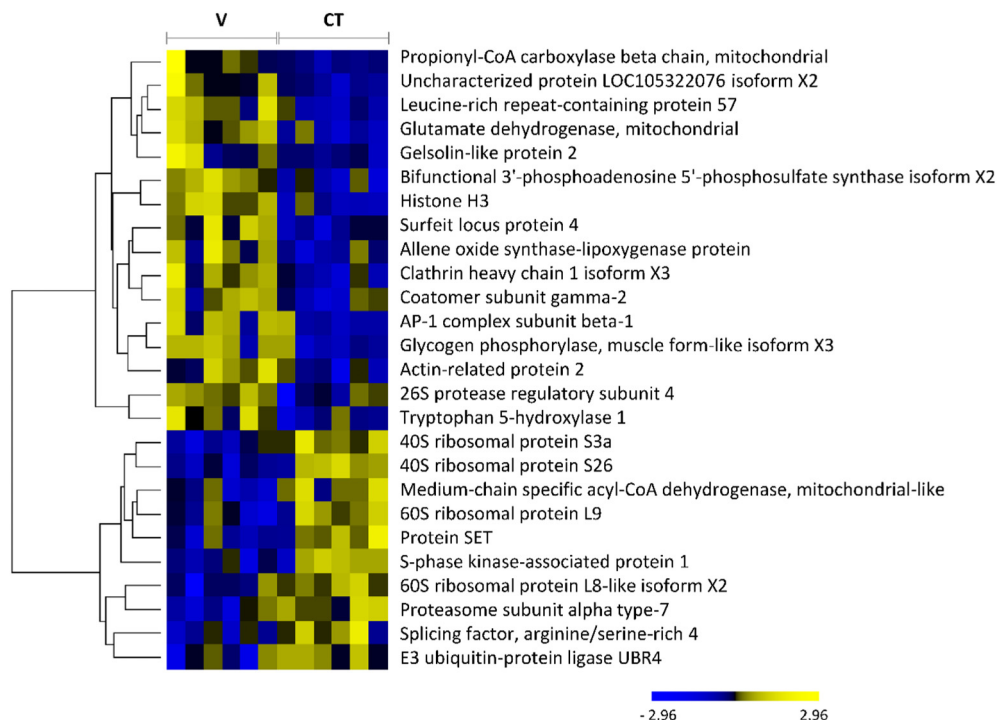 V CT
Propionyl-CoA carboxylase beta chain, mitochondrial
Uncharacterized protein LOC105322076 isoform X2
Leucine-rich repeat-containing protein 57
Glutamate dehydrogenase, mitochondrial
Gelsolin-like protein 2
Bifunctional 3'-phosphoadenosine 5'-phosphosulfate synthase isoform X2
Histone H3
Surfeit locus protein 4
Allene oxide synthase-lipoxygenase protein
Clathrin heavy chain 1 isoform X3
Coatomer subunit gamma-2
AP-1 complex subunit beta-1
Glycogen phosphorylase, muscle form-like isoform X3
Actin-related protein 2
26S protease regulatory subunit 4
Tryptophan 5-hydroxylase 1
40S ribosomal protein S3a
40S ribosomal protein S26
Medium-chain specific acyl-CoA dehydrogenase, mitochondrial-like
60S ribosomal protein L9
Protein SET
S-phase kinase-associated protein 1
60S ribosomal protein L8-like isoform X2
Proteasome subunit alpha type-7
Splicing factor, arginine/serine-rich 4
E3 ubiquitin-protein ligase UBR4
-2.96 2.96